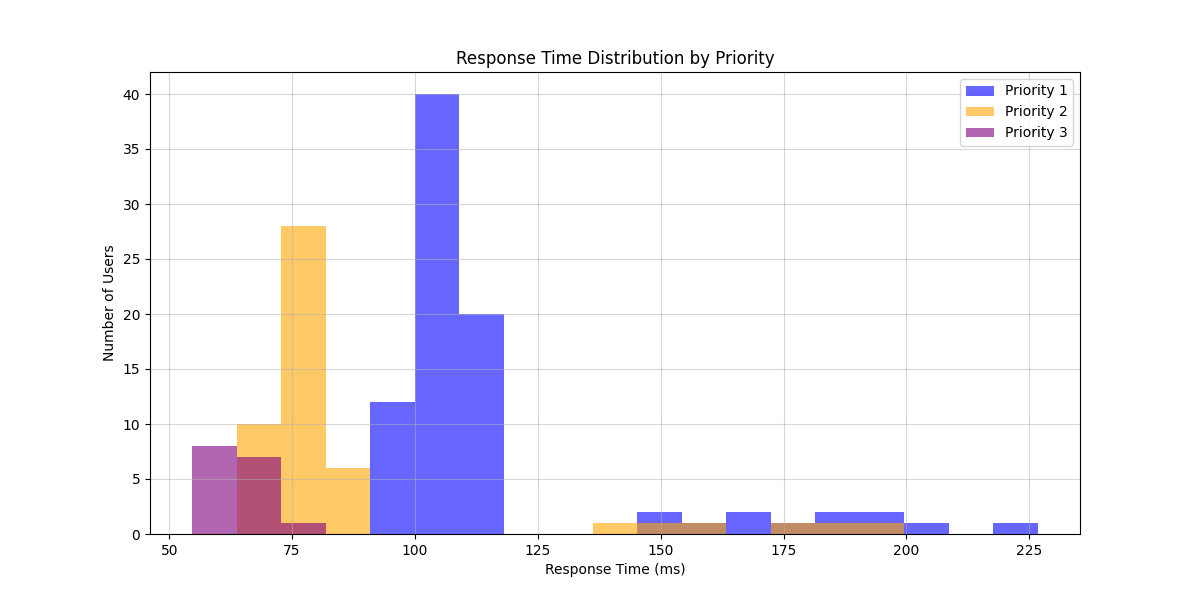 Response Time Distribution by Priority
Priority 1
Priority 2
Priority 3
40
35
30
25
20
15
10
5
0
Number of Users
50 75 100 125 150 175 200 225
Response Time (ms)